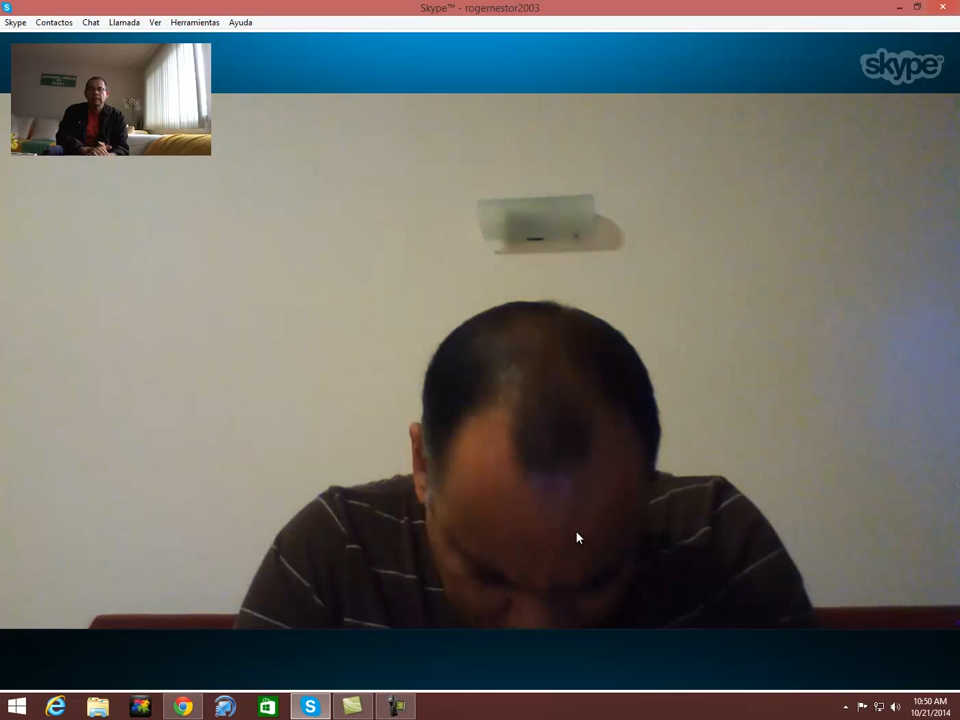 Skype™ - rogernestor2003
Skype Contactos Chat Llamada Ver Herramientas Ayuda
skype
10:50 AM
10/21/2014